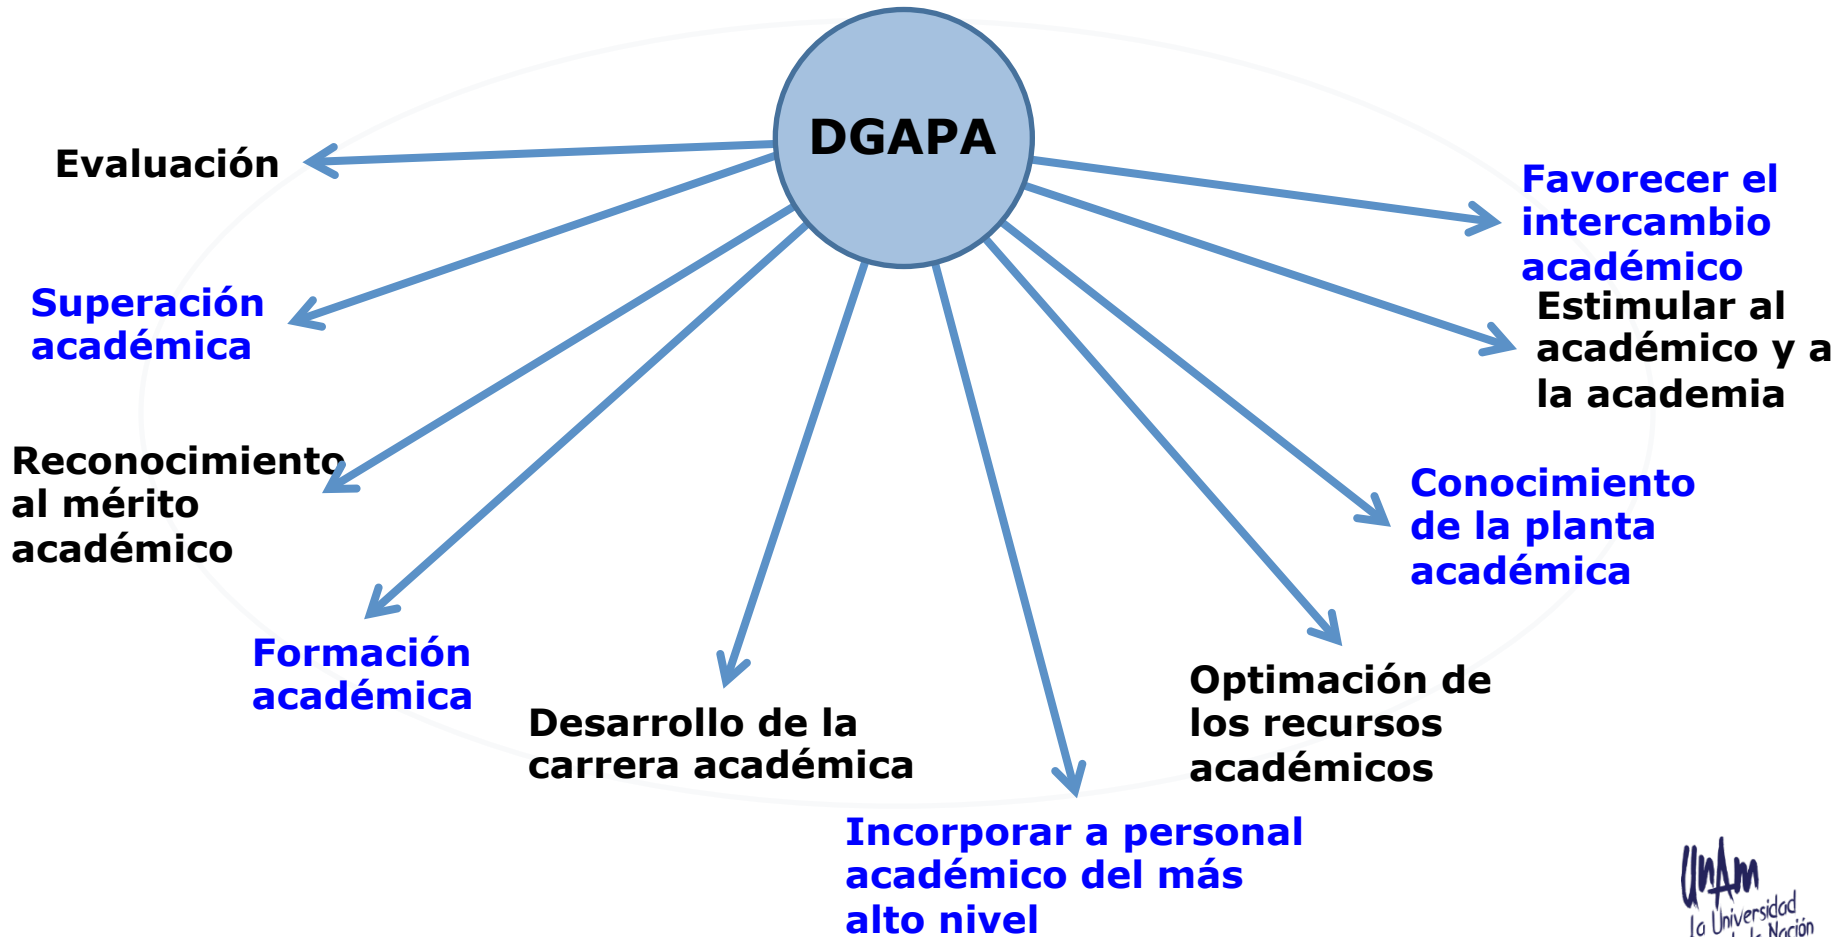 DGAPA
Evaluación
Superación
académica
Reconocimiento
al mérito
académico
Formación
académica
Desarrollo de la
carrera académica
Incorporar a personal
académico del más
alto nivel
Optimación de
los recursos
académicos
Conocimiento
de la planta
académica
Estimular al
académico y a
la academia
Favorecer el
intercambio
académico
UnAm
la Universidad
la Nación